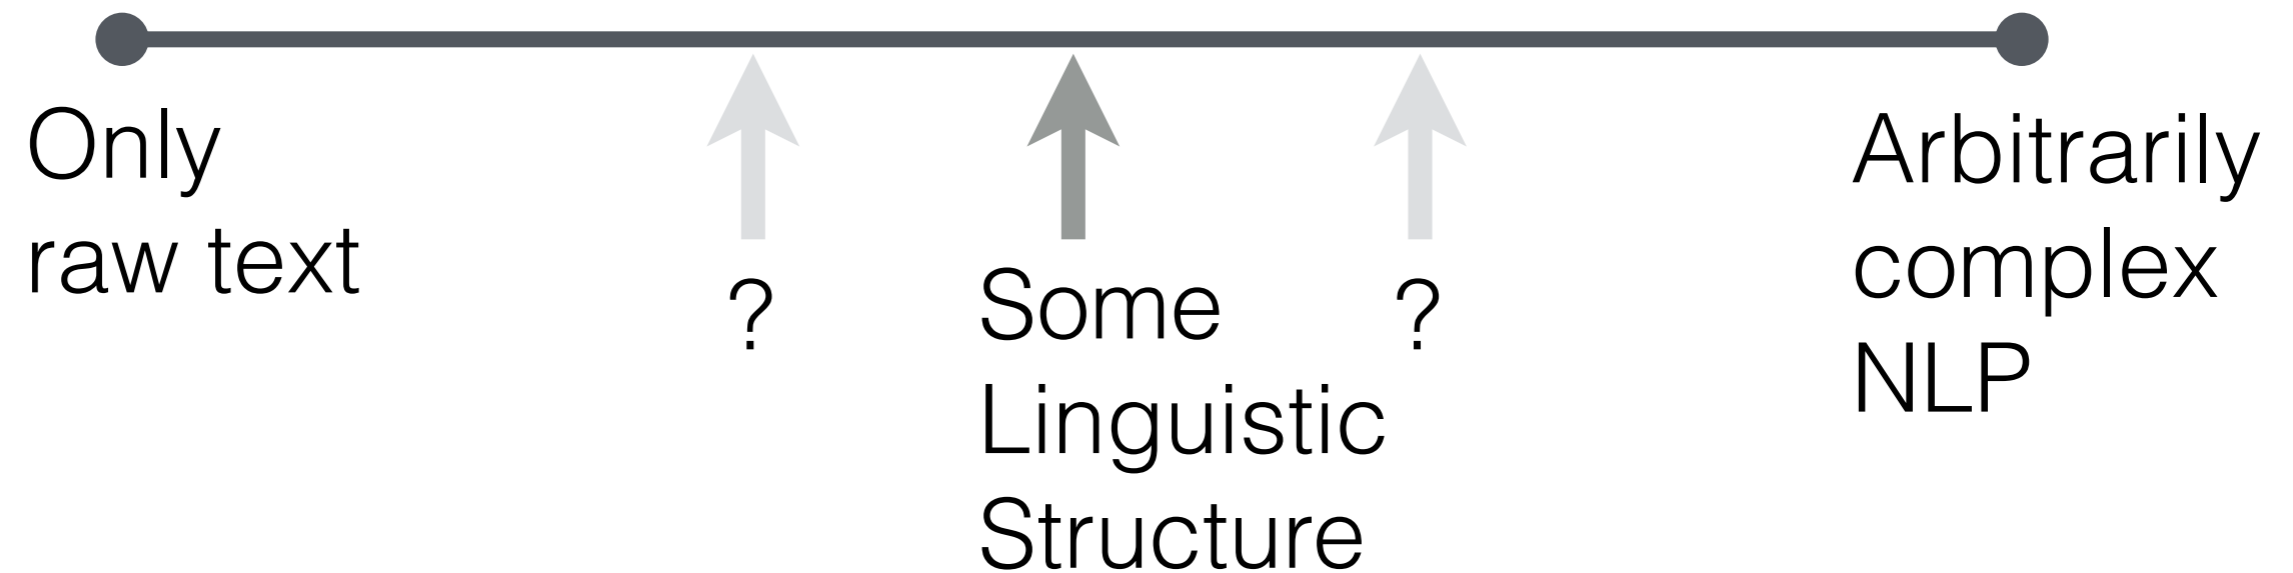 Only
raw text
?
Some
Linguistic
Structure
?
Arbitrarily
complex
NLP